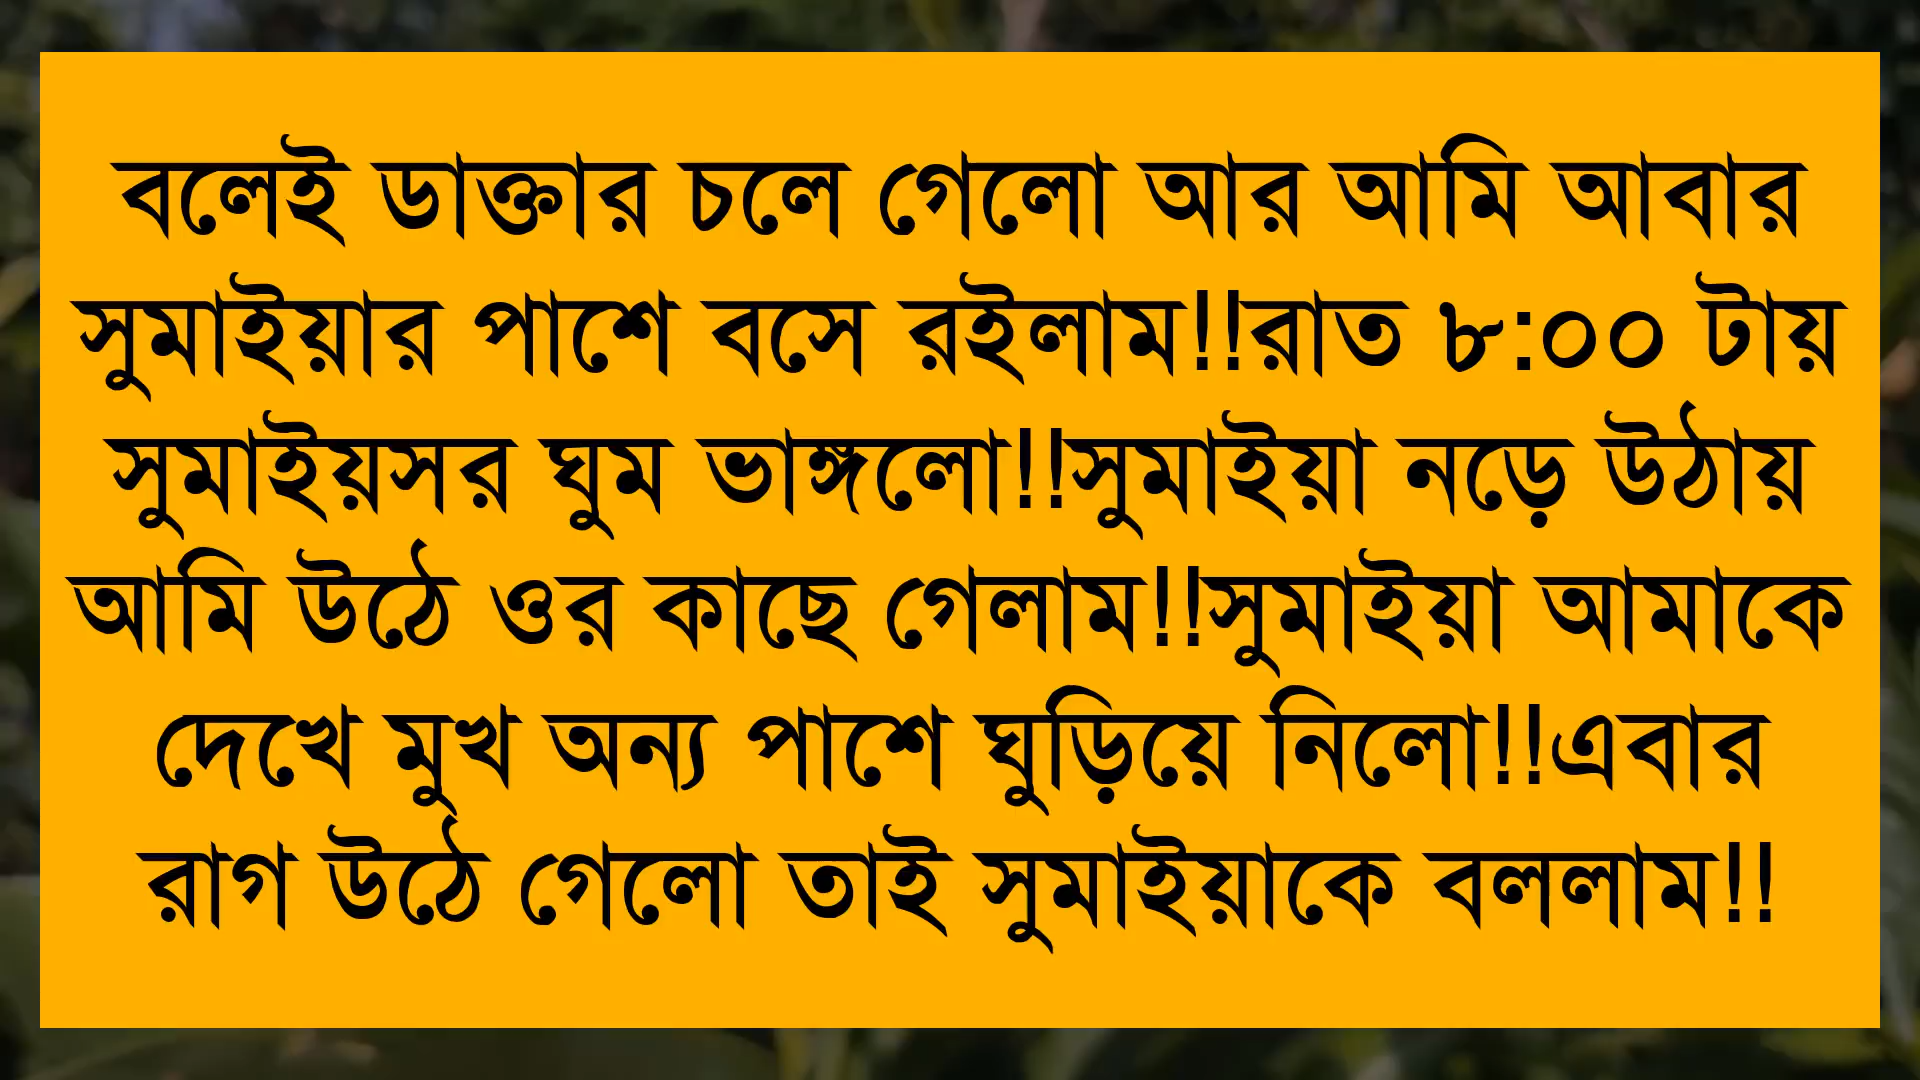 বলেই ডাক্তার চলে গেলো আর আমি আবার
সুমাইয়ার পাশে বসে রইলাম!!রাত ৮:০০ টায়
সুমাইয়সর ঘুম ভাঙ্গলো!!সুমাইয়া নড়ে উঠায়
আমি উঠে ওর কাছে গেলাম!!সুমাইয়া আমাকে
দেখে মুখ অন্য পাশে ঘুড়িয়ে নিলো!!এবার
রাগ উঠে গেলো তাই সুমাইয়াকে বললাম!!